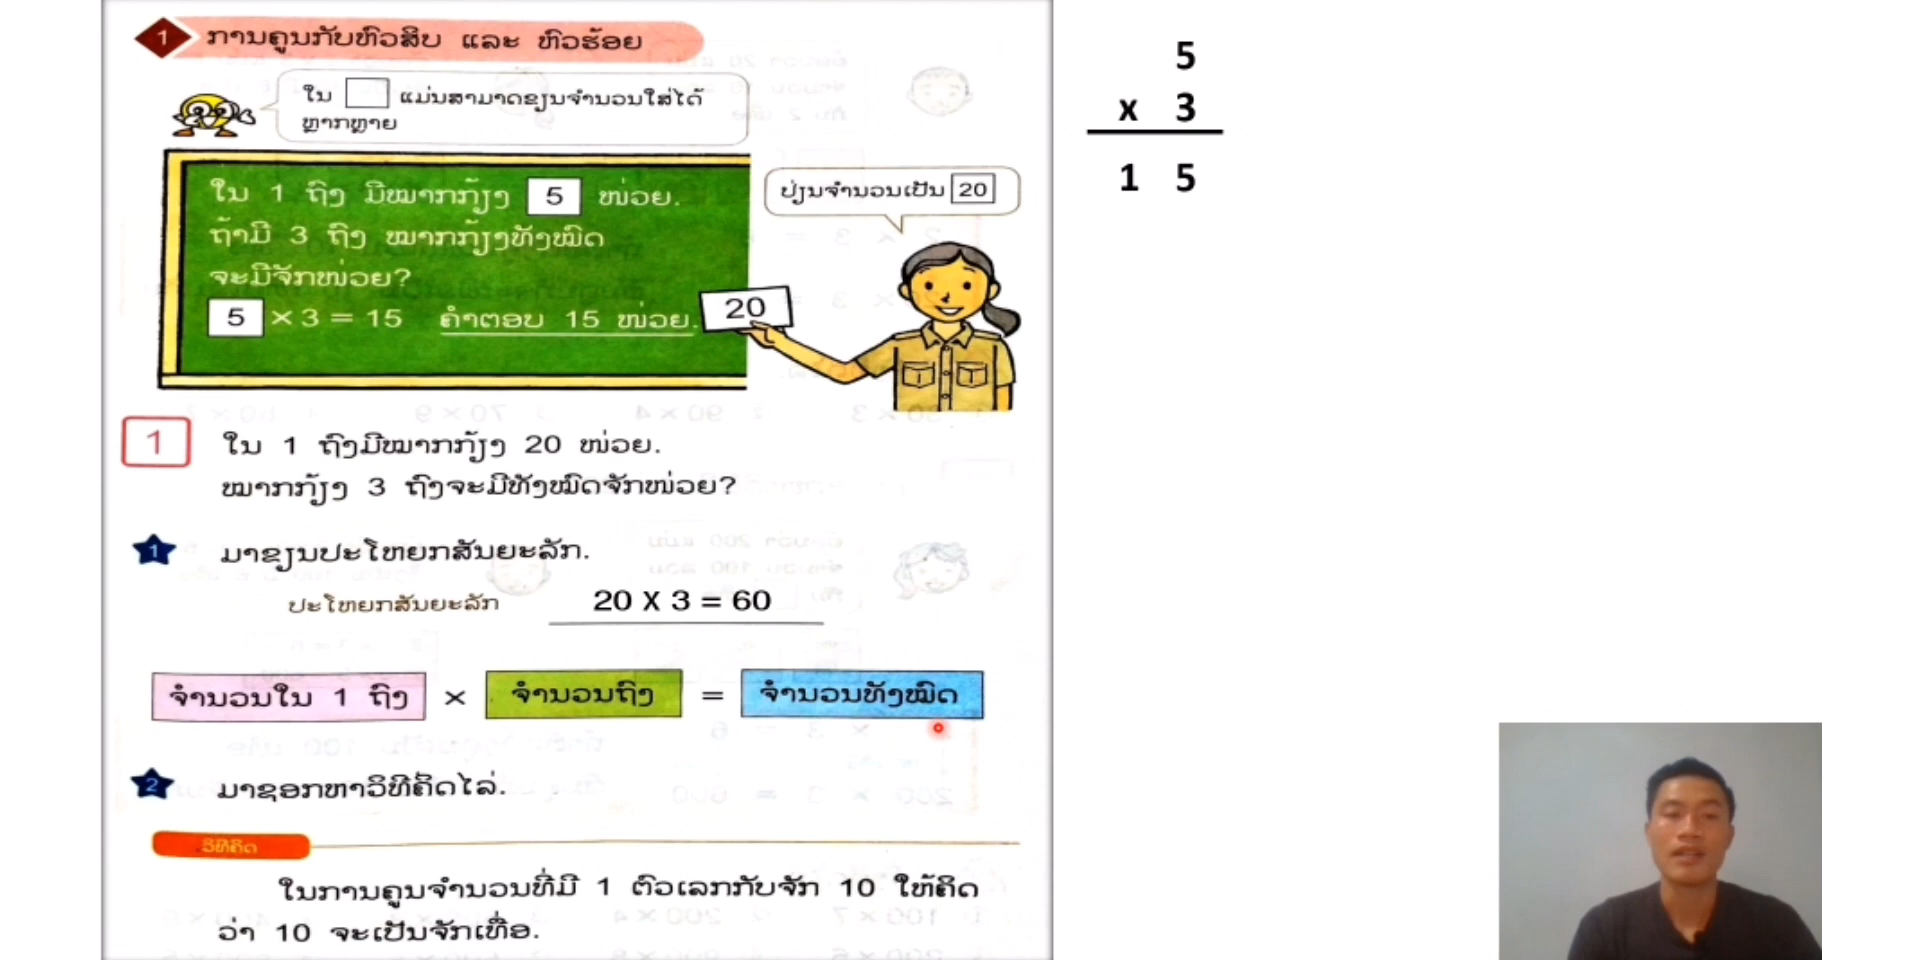 1 ການຄູນກັບຫົວສິບ ແລະ ຫົວຮ້ອຍ
ໃນ □ ແມ່ນສາມາດຂຽນຈຳນວນໃສ່ໄດ້
ຫຼາກຫຼາຍ
ໃນ 1 ຖົງ ມີໝາກກ້ຽງ 5 ໜ່ວຍ.
ຖ້າມີ 3 ຖົງ ໝາກກ້ຽງທັງໝົດ
ຈະມີຈັກໜ່ວຍ?
5 × 3 = 15 ຄຳຕອບ 15 ໜ່ວຍ.
ປ່ຽນຈຳນວນເປັນ 20
20
1 ໃນ 1 ຖົງມີໝາກກ້ຽງ 20 ໜ່ວຍ.
ໝາກກ້ຽງ 3 ຖົງຈະມີທັງໝົດຈັກໜ່ວຍ?
1 ມາຂຽນປະໂຫຍກສັນຍະລັກ.
ປະໂຫຍກສັນຍະລັກ 20 X 3 = 60
ຈຳນວນໃນ 1 ຖົງ × ຈຳນວນຖົງ = ຈຳນວນທັງໝົດ
2 ມາຊອກຫາວິທີຄິດໄລ່.
ວິທີຄິດ
ໃນການຄູນຈຳນວນທີ່ມີ 1 ຕົວເລກກັບຈັກ 10 ໃຫ້ຄິດ
ວ່າ 10 ຈະເປັນຈັກເທື່ອ.
5
x 3
1 5